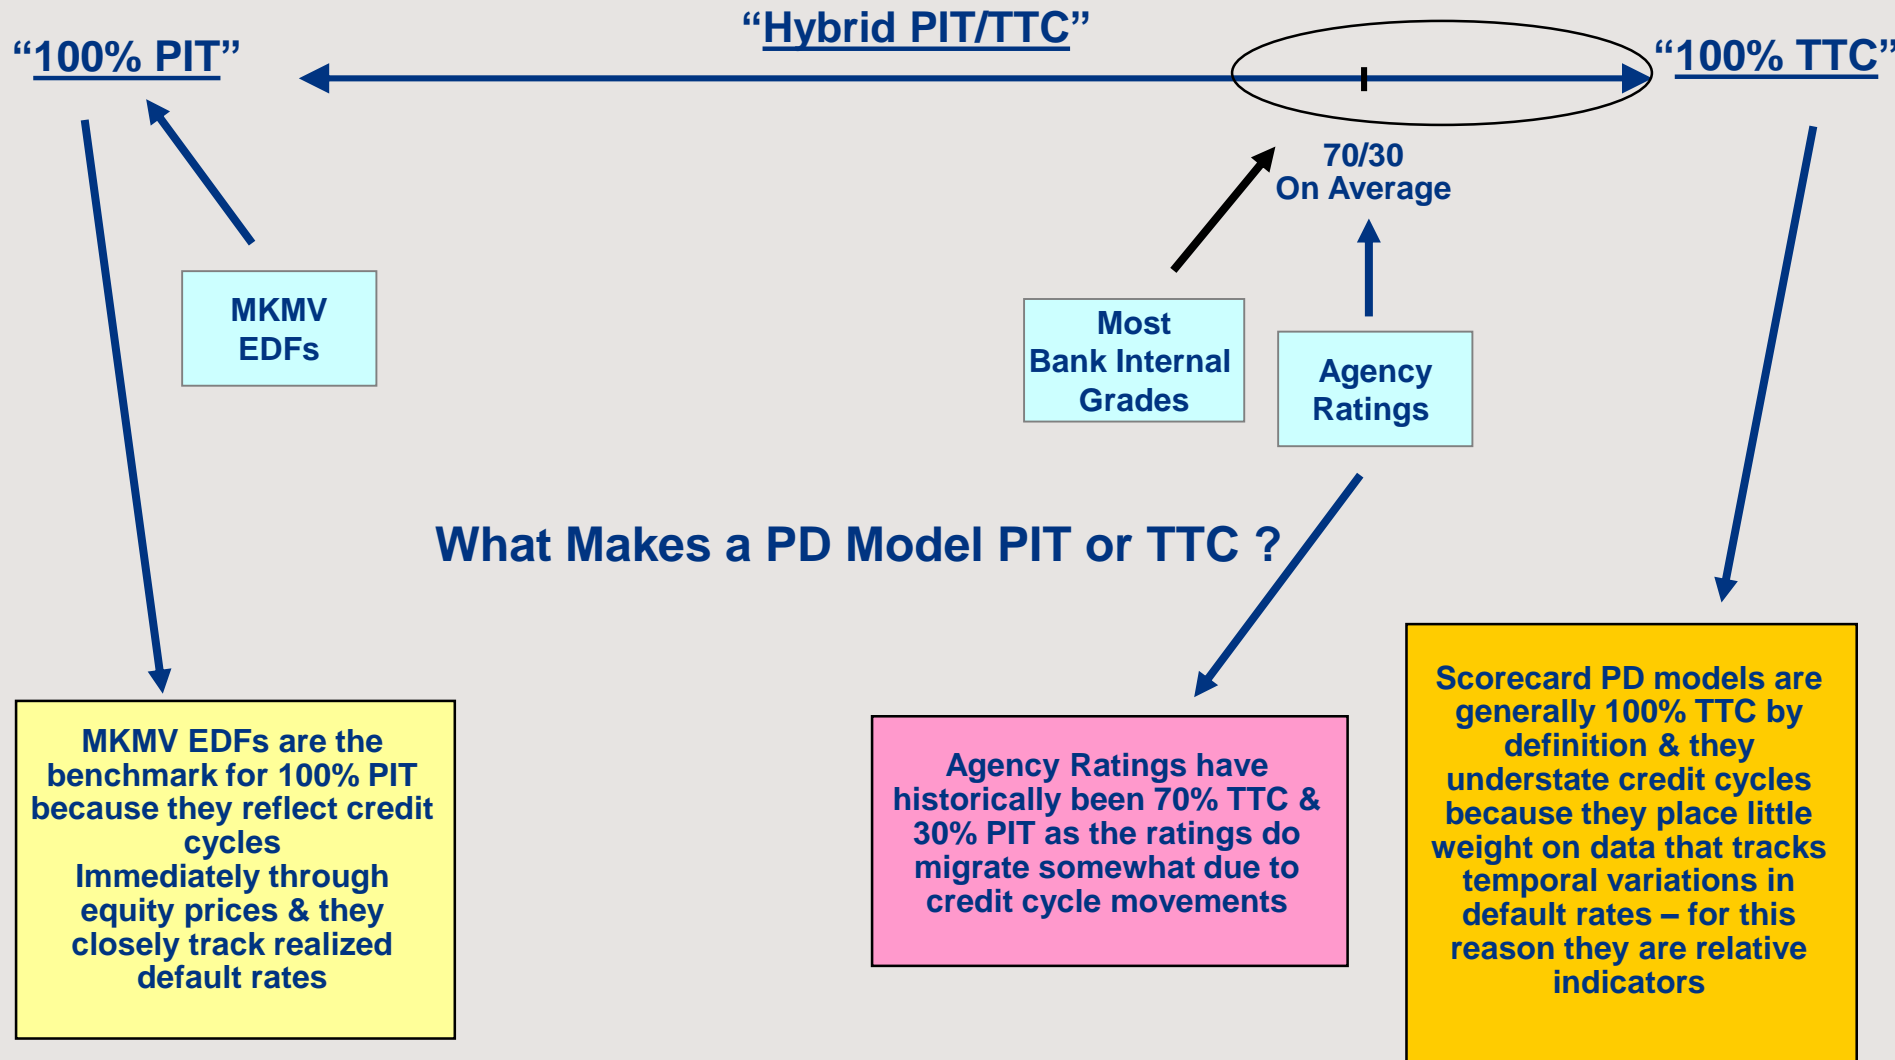 “Hybrid PIT/TTC”
“100% PIT”
“100% TTC”
70/30
On Average
MKMV
EDFs
Most
Bank Internal
Grades
Agency
Ratings
What Makes a PD Model PIT or TTC ?
MKMV EDFs are the
benchmark for 100% PIT
because they reflect credit
cycles
Immediately through
equity prices & they
closely track realized
default rates
Agency Ratings have
historically been 70% TTC &
30% PIT as the ratings do
migrate somewhat due to
credit cycle movements
Scorecard PD models are
generally 100% TTC by
definition & they
understate credit cycles
because they place little
weight on data that tracks
temporal variations in
default rates – for this
reason they are relative
indicators